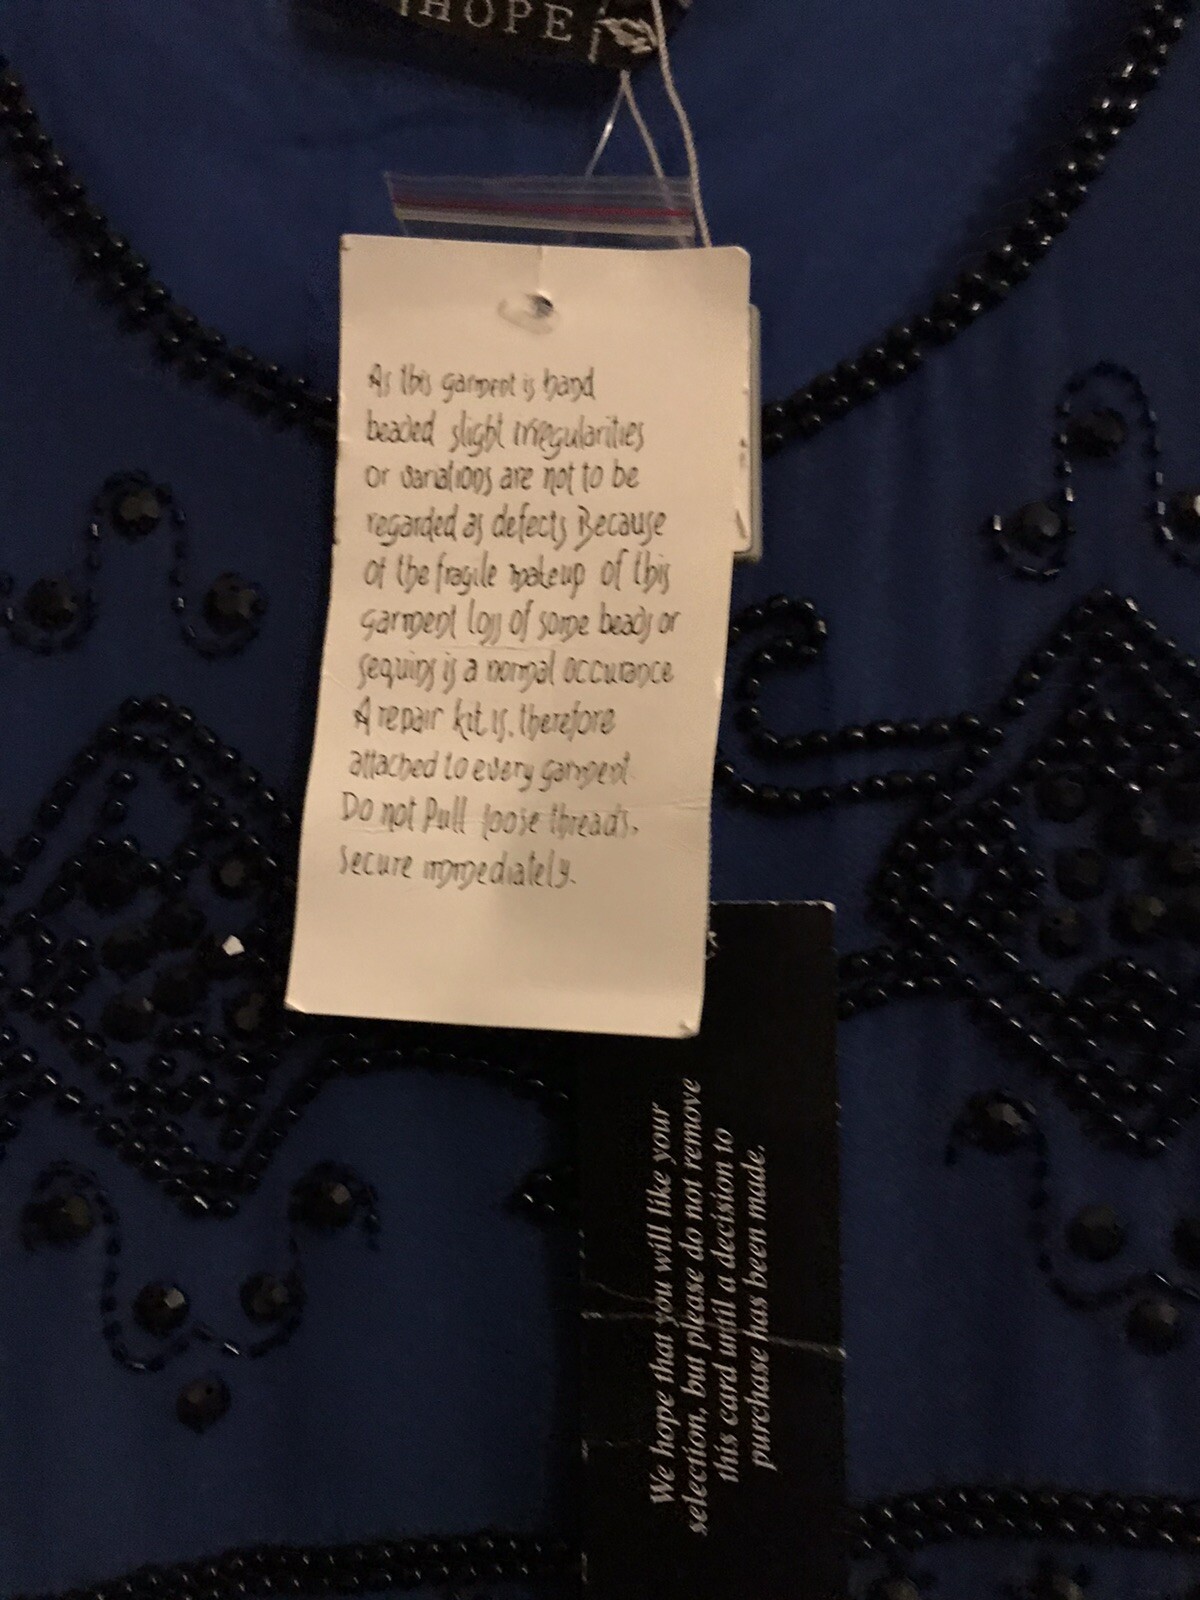 HOPE
As this garment is hand
beaded slight irregularities
or variations are not to be
regarded as defects Because
of the fragile makeup of this
garment loss of some beads or
sequins is a normal occurance
A repair kit is, therefore
attached to every garment.
Do not Pull loose threads,
Secure immediately.
We hope that you will like your
selection, but please do not remove
this card until a decision to
purchase has been made.